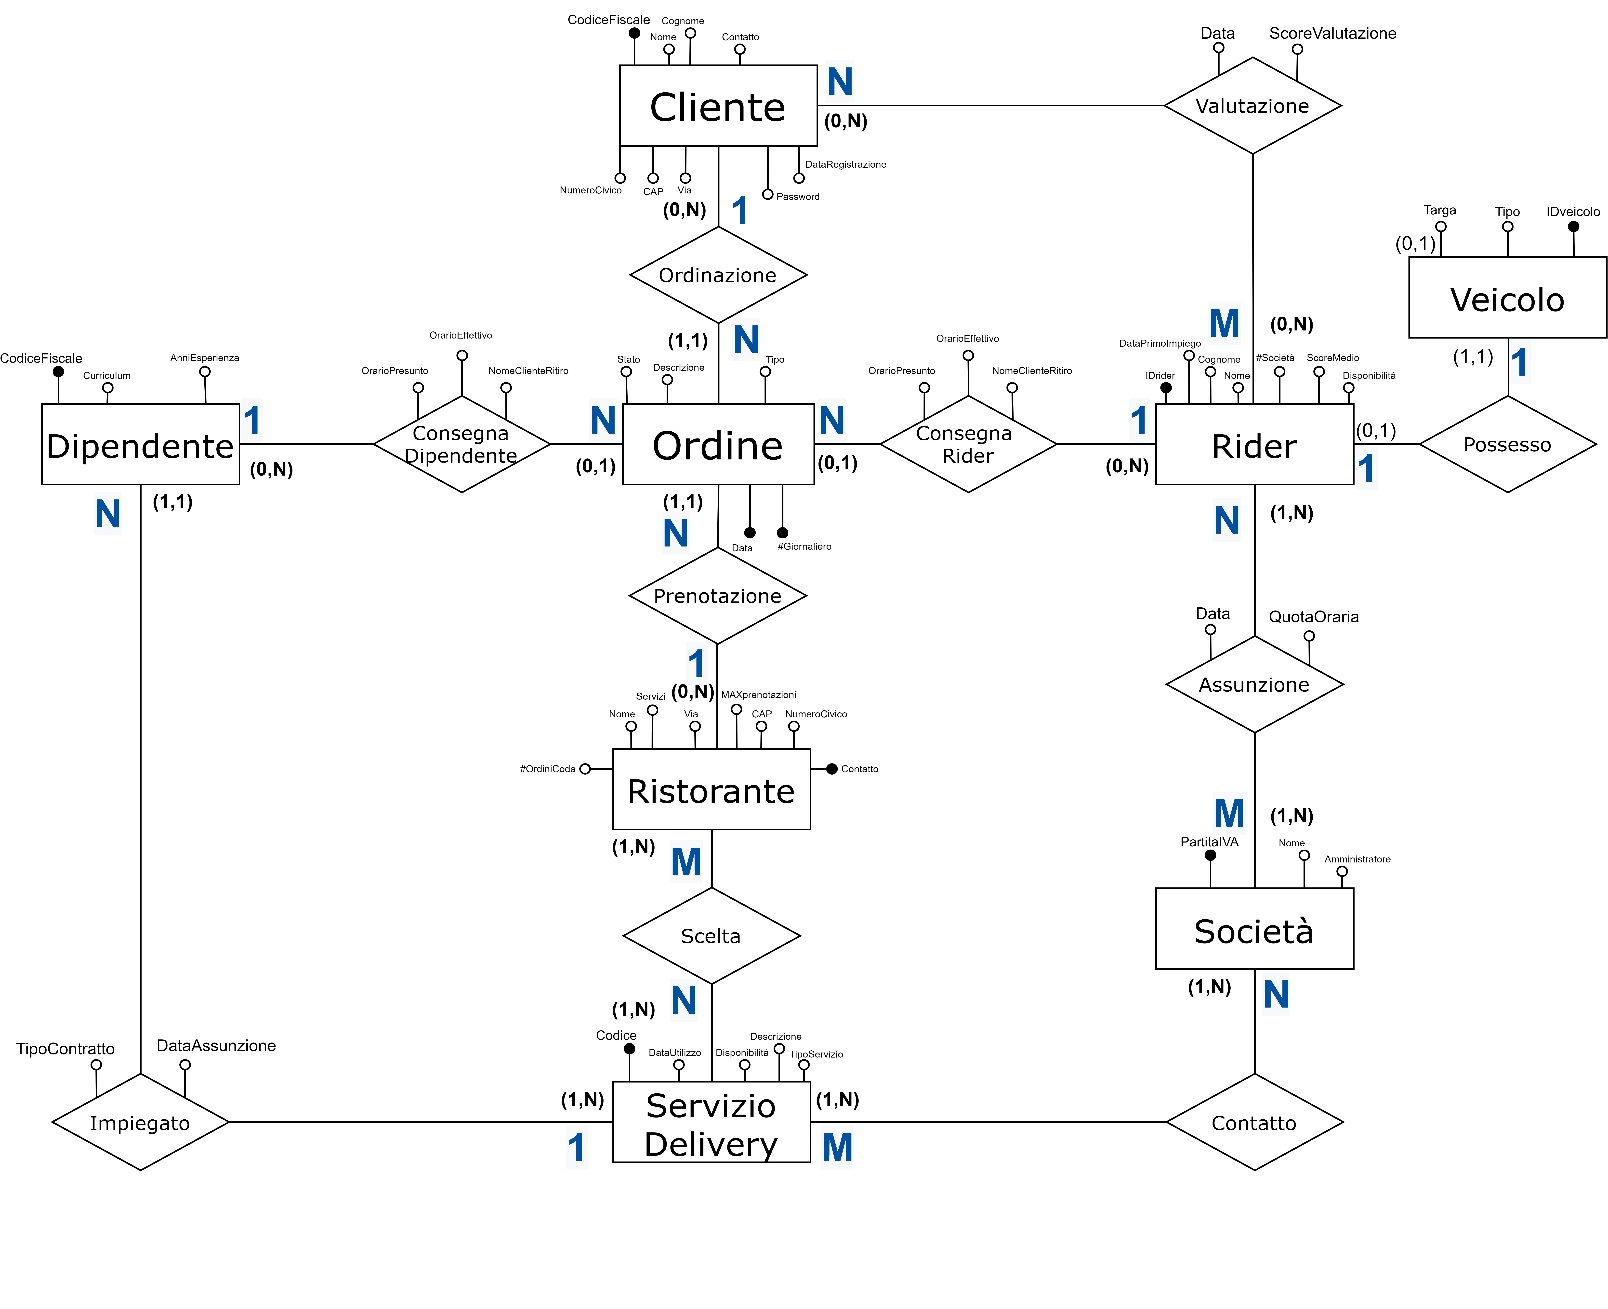 CodiceFiscale
Cognome
Nome
Contatto
Data
ScoreValutazione
Cliente
N
(0,N)
Valutazione
NumeroCivico
CAP
Via
DataRegistrazione
Password
(0,N)
1
Ordinazione
Targa
Tipo
IDveicolo
(0,1)
Veicolo
(1,1)
1
M
(0,N)
(1,1)
N
CodiceFiscale
Curriculum
AnniEsperienza
OrarioEffettivo
OrarioPresunto
NomeClienteRitiro
Stato
Descrizione
Tipo
OrarioEffettivo
OrarioPresunto
NomeClienteRitiro
DataPrimoImpiego
Cognome
#Società
ScoreMedio
IDrider
Nome
Disponibilità
Dipendente
1
(0,N)
Consegna
Dipendente
N
(0,1)
Ordine
N
(0,1)
Consegna
Rider
1
(0,N)
Rider
(0,1)
1
Possesso
N
(1,1)
(1,1)
N
Data
#Giornaliero
N
(1,N)
Prenotazione
1
(0,N)
Data
QuotaOraria
Assunzione
Nome
Servizi
Via
MAXprenotazioni
CAP
NumeroCivico
#OrdiniCoda
Contatto
Ristorante
(1,N)
M
M
(1,N)
PartitaIVA
Nome
Amministratore
Scelta
Società
(1,N)
N
(1,N)
N
TipoContratto
DataAssunzione
Codice
DataUtilizzo
Disponibilità
Descrizione
TipoServizio
Impiegato
(1,N)
1
Servizio
Delivery
(1,N)
M
Contatto